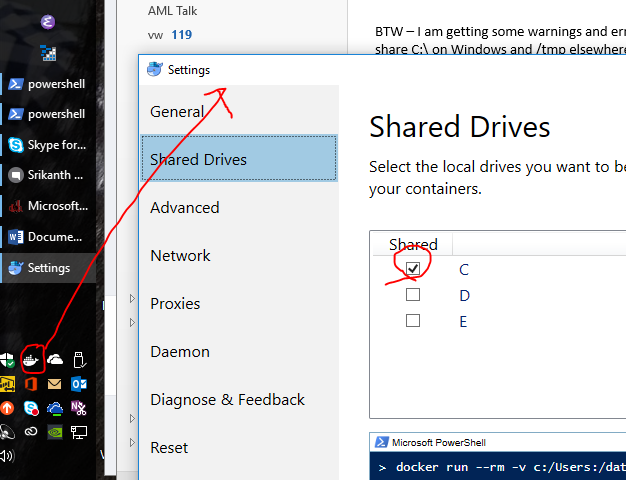 AML Talk
vw 119
BTW – I am getting some warnings and
share C:\ on Windows and /tmp elsewhere
powershell
powershell
Skype for...
Srikanth ...
Microsoft...
Docume...
Settings
Settings
General
Shared Drives
Advanced
Network
Proxies
Daemon
Diagnose & Feedback
Reset
Shared Drives
Select the local drives you want to
your containers.
Shared
C
D
E
Microsoft PowerShell
> docker run --rm -v c:/Users:/dat